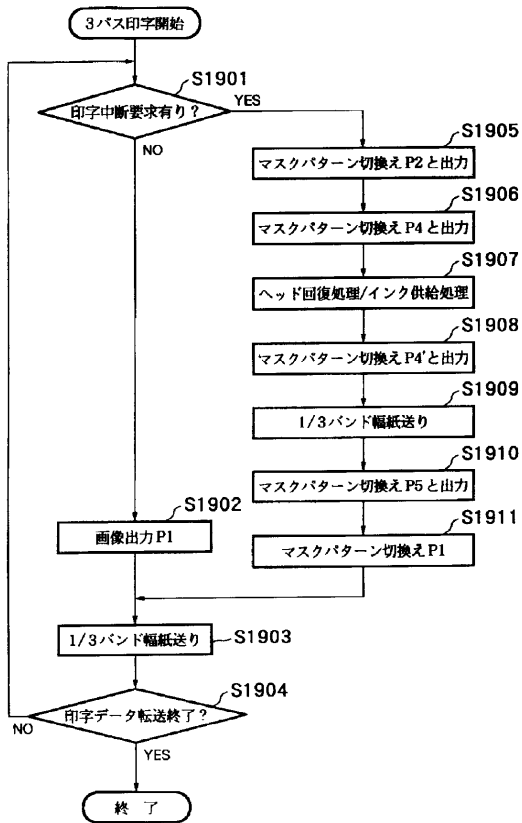 3パス印字開始
S1901
印字中断要求有り？
YES
NO
S1905
マスクパターン切換えP2と出力
S1906
マスクパターン切換えP4と出力
S1907
ヘッド回復処理/インク供給処理
S1908
マスクパターン切換えP4'と出力
S1909
1/3バンド幅紙送り
S1910
マスクパターン切換えP5と出力
S1911
マスクパターン切換えP1
S1902
画像出力P1
1/3バンド幅紙送り
S1903
S1904
印字データ転送終了？
NO
YES
終 了